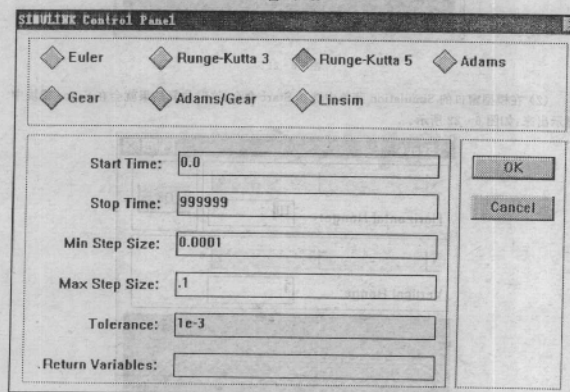 SIMULINK Control Panel
Euler Runge-Kutta 3 Runge-Kutta 5 Adams
Gear Adams/Gear Linsim
Start Time: 0.0
Stop Time: 999999
Min Step Size: 0.0001
Max Step Size: .1
Tolerance: 1e-3
Return Variables:
OK
Cancel